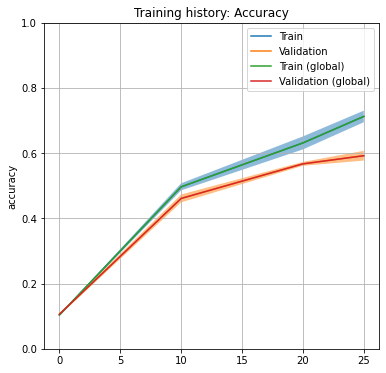 Training history: Accuracy
Train
Validation
Train (global)
Validation (global)
accuracy
1.0
0.8
0.6
0.4
0.2
0.0
0 5 10 15 20 25